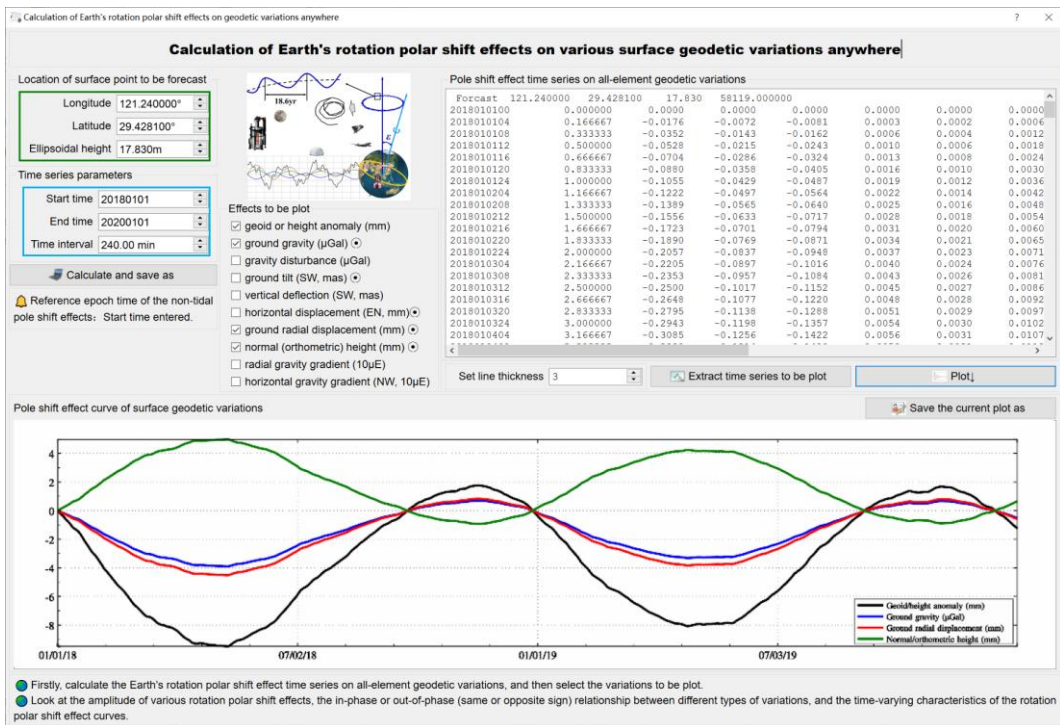 Calculation of Earth's rotation polar shift effects on geodetic variations anywhere
? ×
Calculation of Earth's rotation polar shift effects on various surface geodetic variations anywhere
Location of surface point to be forecast
Longitude 121.240000°
Latitude 29.428100°
Ellipsoidal height 17.830m
Time series parameters
Start time 20180101
End time 20200101
Time interval 240.00 min
Calculate and save as
Reference epoch time of the non-tidal
pole shift effects: Start time entered.
18.6yr
Effects to be plot
geoid or height anomaly (mm)
ground gravity (μGal)
gravity disturbance (μGal)
ground tilt (SW, mas)
vertical deflection (SW, mas)
horizontal displacement (EN, mm)
ground radial displacement (mm)
normal (orthometric) height (mm)
radial gravity gradient (10μE)
horizontal gravity gradient (NW, 10μE)
Pole shift effect time series on all-element geodetic variations
Forcast 121.240000 29.428100 17.830 58119.000000
2018010100 0.000000 0.0000 0.0000 0.0000 0.0000 0.0000 0.0000
2018010104 0.166667 -0.0176 -0.0072 -0.0081 0.0003 0.0002 0.0006
2018010108 0.333333 -0.0352 -0.0143 -0.0162 0.0006 0.0004 0.0012
2018010112 0.500000 -0.0528 -0.0215 -0.0243 0.0010 0.0006 0.0018
2018010116 0.666667 -0.0704 -0.0286 -0.0324 0.0013 0.0008 0.0024
2018010120 0.833333 -0.0880 -0.0358 -0.0405 0.0016 0.0010 0.0030
2018010124 1.000000 -0.1055 -0.0429 -0.0487 0.0019 0.0012 0.0036
2018010204 1.166667 -0.1222 -0.0497 -0.0564 0.0022 0.0014 0.0042
2018010208 1.333333 -0.1389 -0.0565 -0.0640 0.0025 0.0016 0.0048
2018010212 1.500000 -0.1556 -0.0633 -0.0717 0.0028 0.0018 0.0054
2018010216 1.666667 -0.1723 -0.0701 -0.0794 0.0031 0.0020 0.0060
2018010220 1.833333 -0.1890 -0.0769 -0.0871 0.0034 0.0021 0.0065
2018010224 2.000000 -0.2057 -0.0837 -0.0948 0.0037 0.0023 0.0071
2018010304 2.166667 -0.2205 -0.0897 -0.1016 0.0040 0.0024 0.0076
2018010308 2.333333 -0.2353 -0.0957 -0.1084 0.0043 0.0026 0.0081
2018010312 2.500000 -0.2500 -0.1017 -0.1152 0.0045 0.0027 0.0086
2018010316 2.666667 -0.2648 -0.1077 -0.1220 0.0048 0.0028 0.0092
2018010320 2.833333 -0.2795 -0.1138 -0.1288 0.0051 0.0029 0.0097
2018010324 3.000000 -0.2943 -0.1198 -0.1357 0.0054 0.0030 0.0102
2018010404 3.166667 -0.3085 -0.1256 -0.1422 0.0056 0.0031 0.0107
Set line thickness 3
Extract time series to be plot
Plot↓
Pole shift effect curve of surface geodetic variations
Save the current plot as
4
2
0
-2
-4
-6
-8
01/01/18 07/02/18 01/01/19 07/03/19
Geoid/height anomaly (mm)
Ground gravity (μGal)
Ground radial displacement (mm)
Normal/orthometric height (mm)
Firstly, calculate the Earth's rotation polar shift effect time series on all-element geodetic variations, and then select the variations to be plot.
Look at the amplitude of various rotation polar shift effects, the in-phase or out-of-phase (same or opposite sign) relationship between different types of variations, and the time-varying characteristics of the rotation
polar shift effect curves.